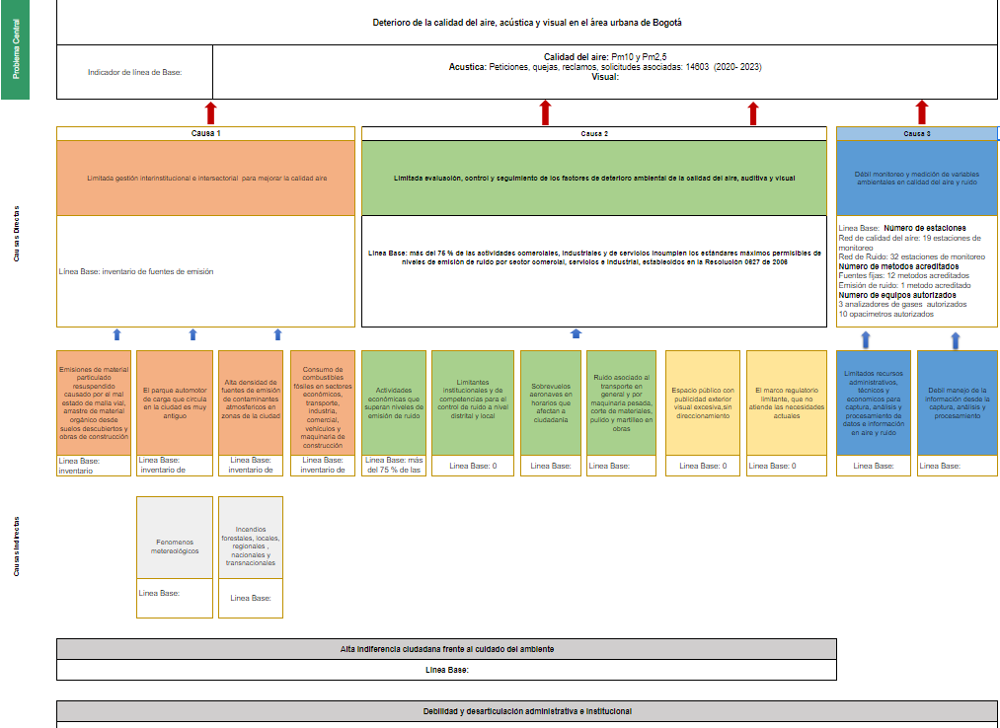 Problema Central
Deterioro de la calidad del aire, acústica y visual en el área urbana de Bogotá
Indicador de línea de Base:
Calidad del aire: Pm10 y Pm2,5
Acustica: Peticiones, quejas, reclamos, solicitudes asociadas: 14603 (2020- 2023)
Visual:
Causas Directas
Causa 1
Limitada gestión interinstitucional e intersectorial para mejorar la calidad aire
Línea Base: inventario de fuentes de emisión
Causa 2
Limitada evaluación, control y seguimiento de los factores de deterioro ambiental de la calidad del aire, auditiva y visual
Linea Base: más del 75 % de las actividades comerciales, industriales y de servicios incumplen los estándares máximos permisibles de
niveles de emisión de ruido por sector comercial, servicios e industrial, establecidos en la Resolución 0627 de 2006
Causa 3
Débil monitoreo y medición de variables
ambientales en calidad del aire y ruido
Línea Base: Número de estaciones
Red de calidad del aire: 19 estaciones de
monitoreo
Red de Ruido: 32 estaciones de monitoreo
Número de metodos acreditados
Fuentes fijas: 12 metodos acreditados
Emisión de ruido: 1 metodo acreditado
Numero de equipos autorizados
3 analizadores de gases autorizados
10 opacimetros autorizados
Causas Indirectas
Emisiones de material
particulado
resuspendido
causado por el mal
estado de malla vial,
arrastre de material
orgánico desde
suelos descubiertos y
obras de construcción
Linea Base:
inventario
El parque automotor
de carga que circula
en la ciudad es muy
antiguo
Linea Base:
inventario de
Alta densidad de
fuentes de emisión
de contaminantes
atmosfericos en
zonas de la ciudad
Linea Base:
inventario de
Consumo de
combustibles
fósiles en sectores
económicos,
transporte,
industria,
comercial,
vehículos y
maquinaria de
construcción
Linea Base:
inventario de
Actividades
económicas que
superan niveles de
emisión de ruido
Linea Base: más
del 75 % de las
Limitantes
institucionales y de
competencias para el
control de ruido a nivel
distrital y local
Linea Base: 0
Sobrevuelos
aeronaves en
horarios que
afectan a
ciudadanía
Linea Base:
Ruido asociado al
transporte en
general y por
maquinaria pesada,
corte de materiales,
pulido y martilleo en
obras
Linea Base:
Espacio público con
publicidad exterior
visual excesiva,sin
direccionamiento
Linea Base: 0
El marco regulatorio
limitante, que no
atiende las necesidades
actuales
Linea Base: 0
Limitados recursos
administrativos,
técnicos y
economicos para
captura, análisis y
procesamiento de
datos e información
en aire y ruido
Linea Base:
Debil manejo de la
información desde la
captura, análisis y
procesamiento
Linea Base:
Fenomenos
metereológicos
Linea Base:
Incendios
forestales, locales,
regionales ,
nacionales y
transnacionales
Linea Base:
Alta indiferencia ciudadana frente al cuidado del ambiente
Linea Base:
Debilidad y desarticulación administrativa e institucional